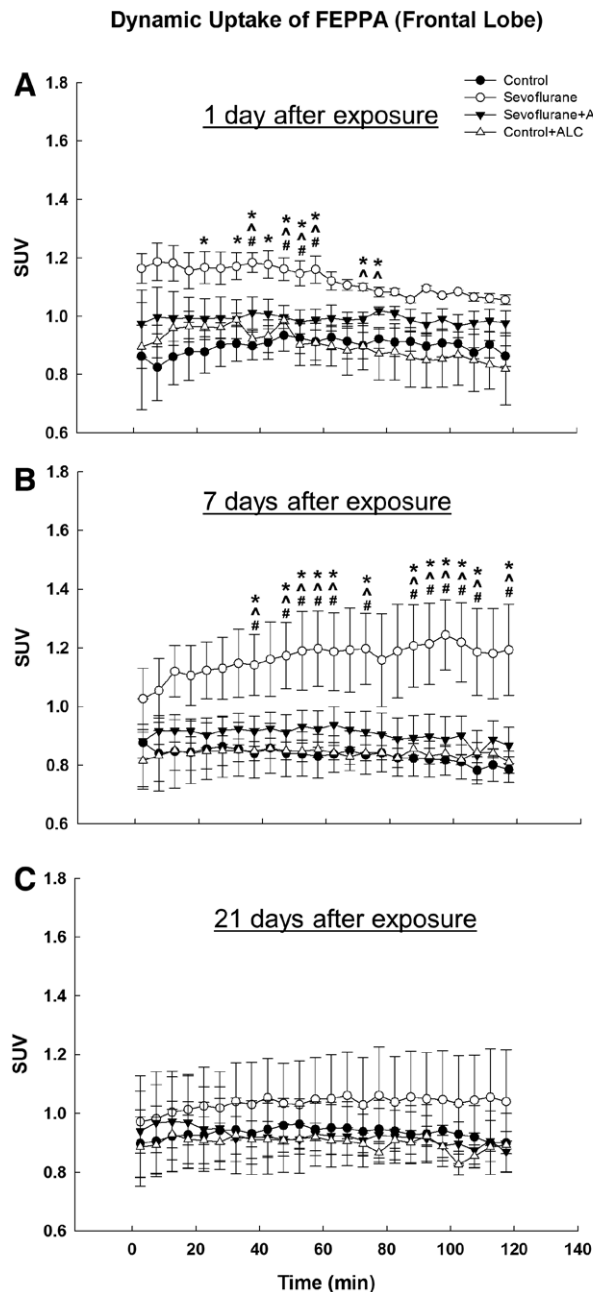 Dynamic Uptake of FEPPA (Frontal Lobe)
A
1.8
1.6
1.4
1.2
1.0
0.8
0.6
SUV
1 day after exposure
Control
Sevoflurane
Sevoflurane+A
Control+ALC
* * * * * * * * * *
^ ^ ^ ^ ^ ^
# # # #
B
1.8
1.6
1.4
1.2
1.0
0.8
0.6
SUV
7 days after exposure
* * * * * * * * * * * *
^ ^ ^ ^ ^ ^ ^ ^ ^ ^ ^ ^
# # # # # # # # # # # #
C
1.8
1.6
1.4
1.2
1.0
0.8
0.6
SUV
21 days after exposure
0 20 40 60 80 100 120 140
Time (min)